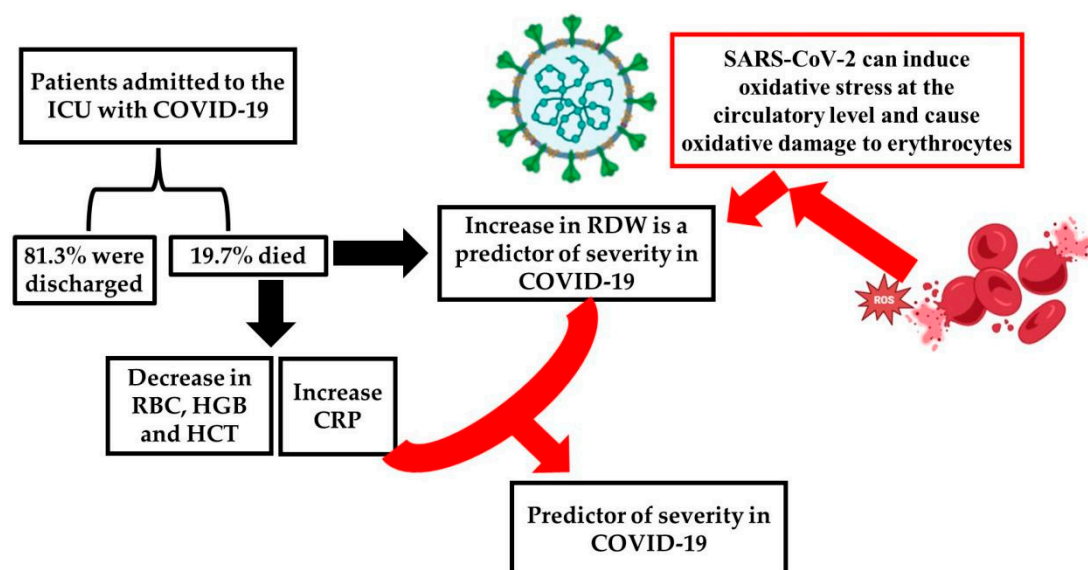 Patients admitted to the
ICU with COVID-19
81.3% were
discharged
19.7% died
SARS-CoV-2 can induce
oxidative stress at the
circulatory level and cause
oxidative damage to erythrocytes
Increase in RDW is a
predictor of severity in
COVID-19
ROS
Decrease in
RBC, HGB
and HCT
Increase
CRP
Predictor of severity in
COVID-19